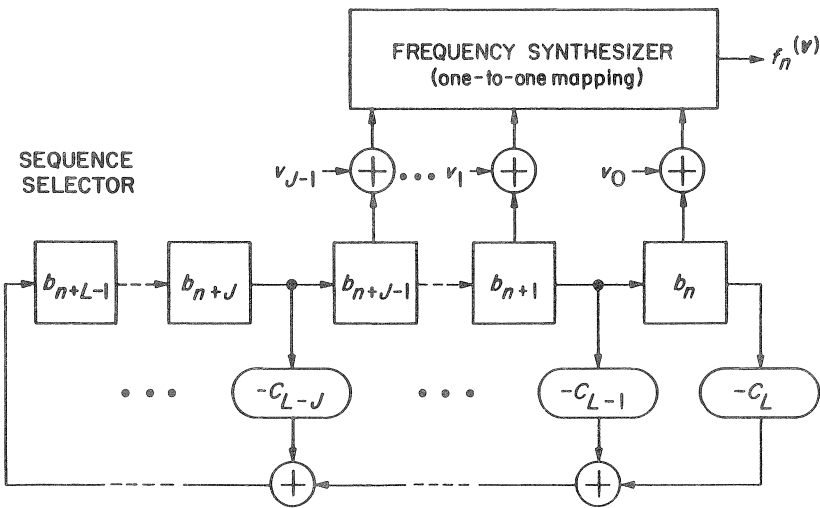 FREQUENCY SYNTHESIZER
(one-to-one mapping)
f_n^(v)
SEQUENCE
SELECTOR
v_{J-1}
v_1
v_0
b_{n+L-1}
b_{n+J}
b_{n+J-1}
b_{n+1}
b_n
-C_{L-J}
-C_{L-1}
-C_L